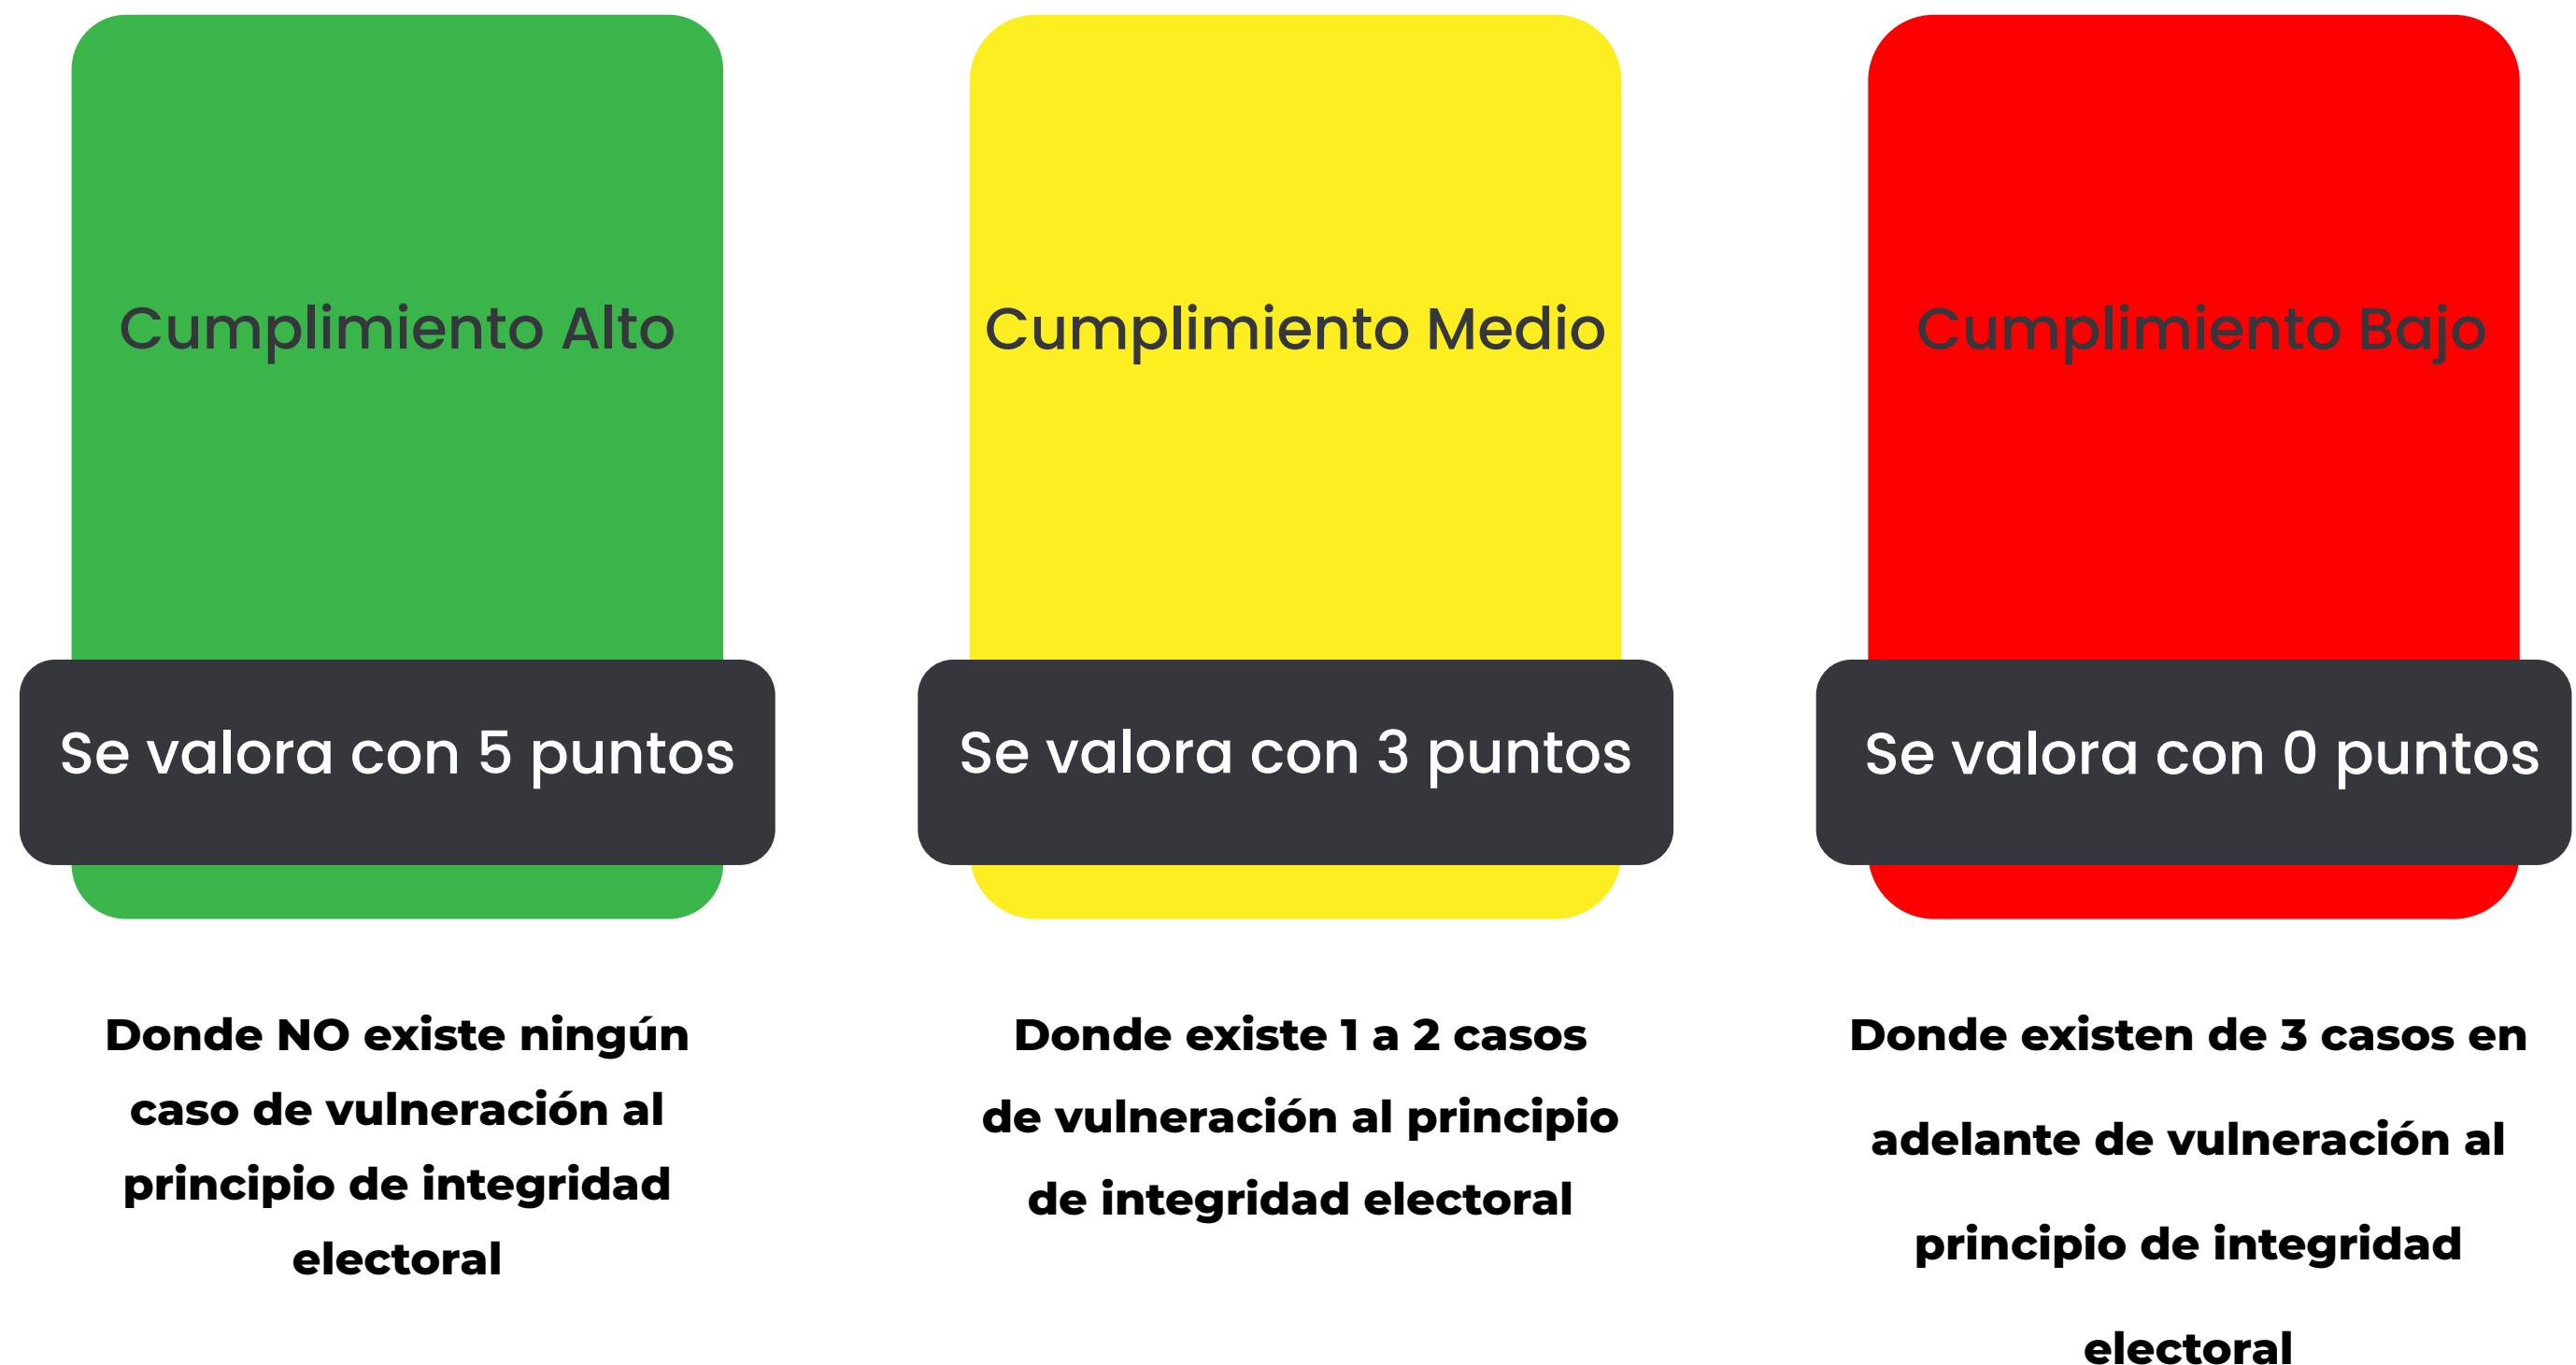 Cumplimiento Alto
Se valora con 5 puntos
Donde NO existe ningún
caso de vulneración al
principio de integridad
electoral
Cumplimiento Medio
Se valora con 3 puntos
Donde existe 1 a 2 casos
de vulneración al principio
de integridad electoral
Cumplimiento Bajo
Se valora con 0 puntos
Donde existen de 3 casos en
adelante de vulneración al
principio de integridad
electoral